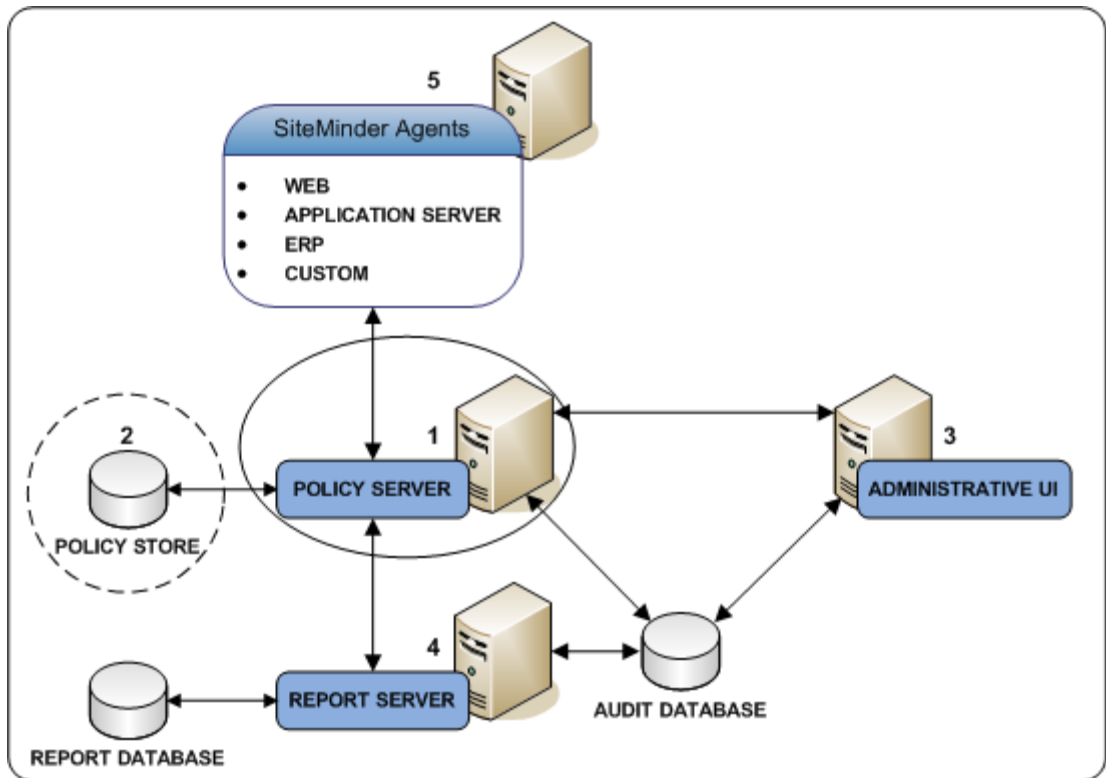 5
SiteMinder Agents
• WEB
• APPLICATION SERVER
• ERP
• CUSTOM
2
1
3
POLICY SERVER
ADMINISTRATIVE UI
POLICY STORE
4
REPORT SERVER
AUDIT DATABASE
REPORT DATABASE